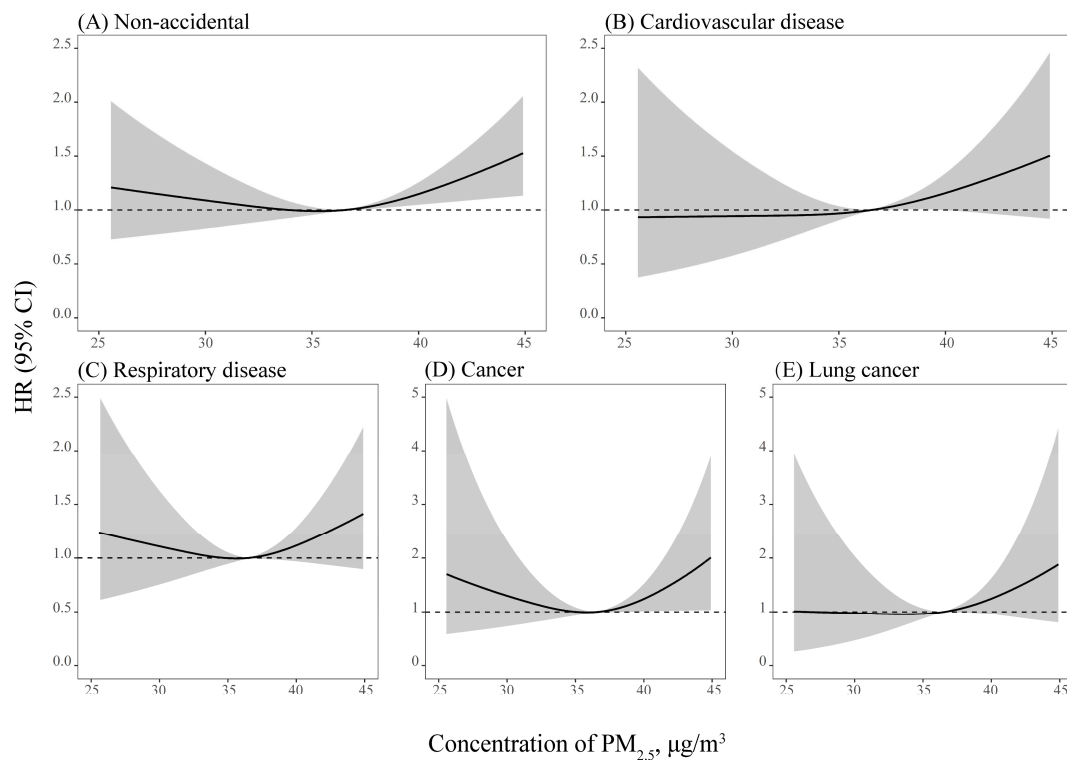 (A) Non-accidental
(B) Cardiovascular disease
2.5
2.0
1.5
1.0
0.5
0.0
25 30 35 40 45
2.5
2.0
1.5
1.0
0.5
0.0
25 30 35 40 45
HR (95% CI)
(C) Respiratory disease
(D) Cancer
(E) Lung cancer
2.5
2.0
1.5
1.0
0.5
0.0
25 30 35 40 45
5
4
3
2
1
0
25 30 35 40 45
5
4
3
2
1
0
25 30 35 40 45
Concentration of PM2.5, μg/m³